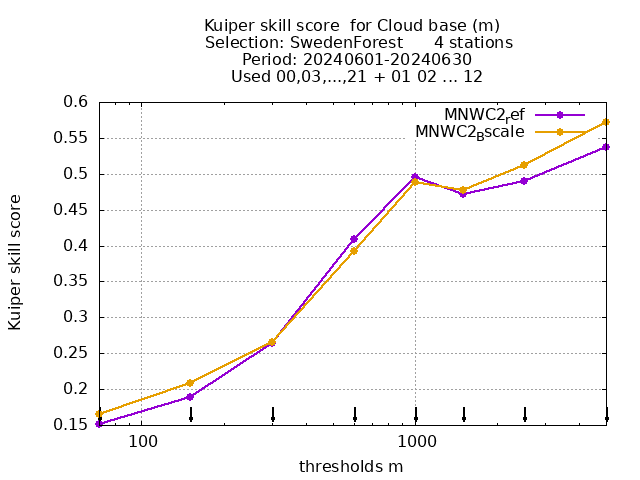 Kuiper skill score  for Cloud base (m)
Selection: SwedenForest      4 stations
Period: 20240601-20240630
Used 00,03,...,21 + 01 02 ... 12
MNWC2ref
MNWC2Bscale
0.6
0.55
0.5
0.45
0.4
0.35
0.3
0.25
0.2
0.15
Kuiper skill score
100
1000
thresholds m